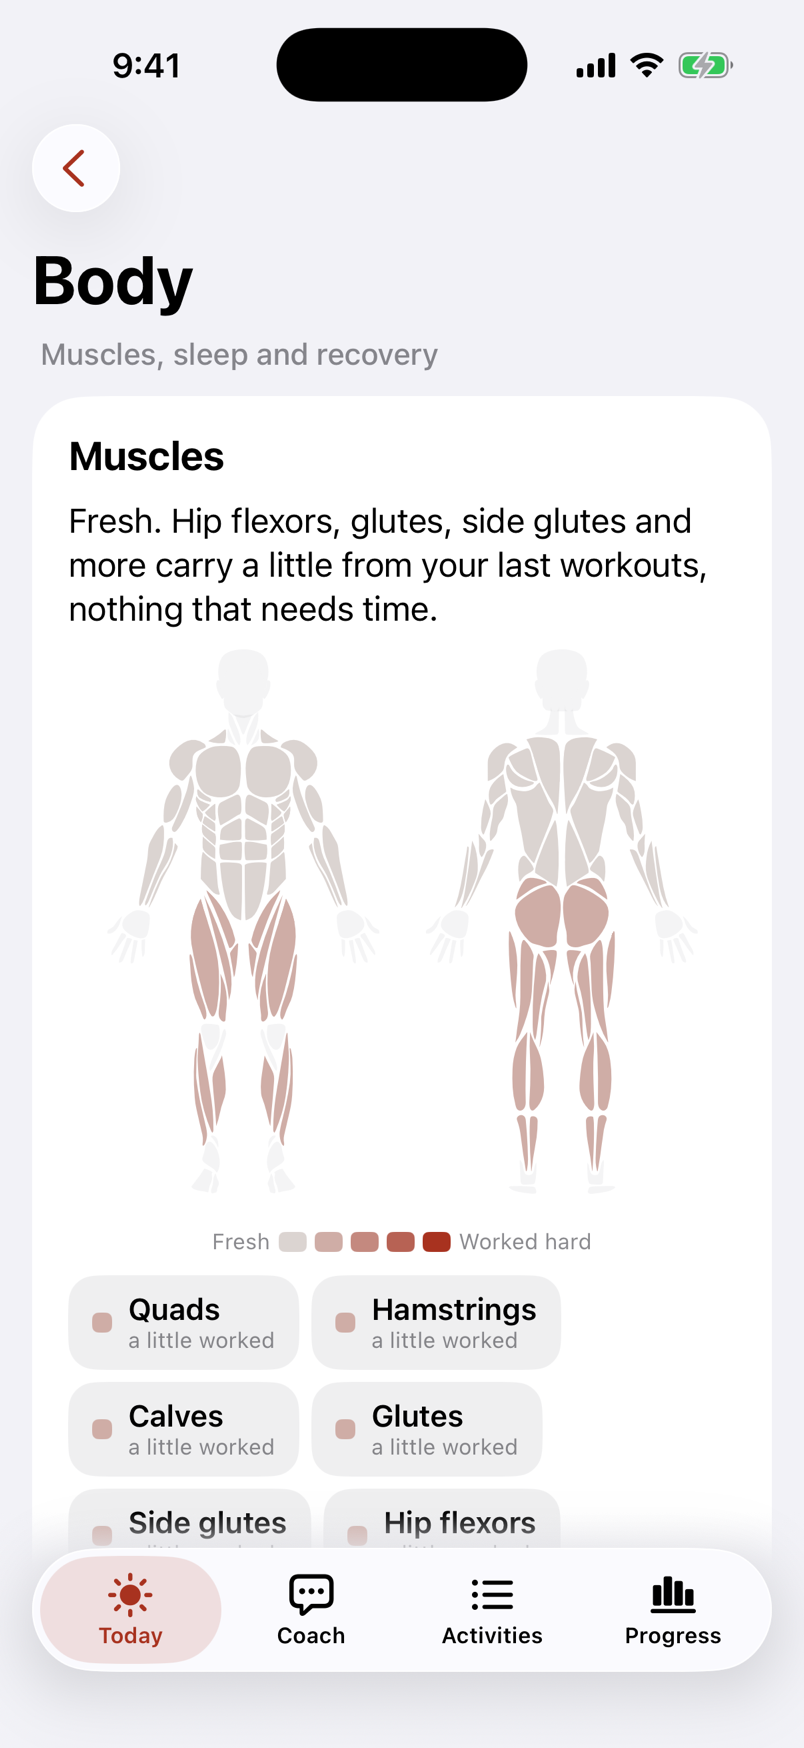 9:41
Body
Muscles, sleep and recovery
Muscles
Fresh. Hip flexors, glutes, side glutes and
more carry a little from your last workouts,
nothing that needs time.
Fresh
Worked hard
Quads
a little worked
Hamstrings
a little worked
Calves
a little worked
Glutes
a little worked
Side glutes
Hip flexors
Today
Coach
Activities
Progress